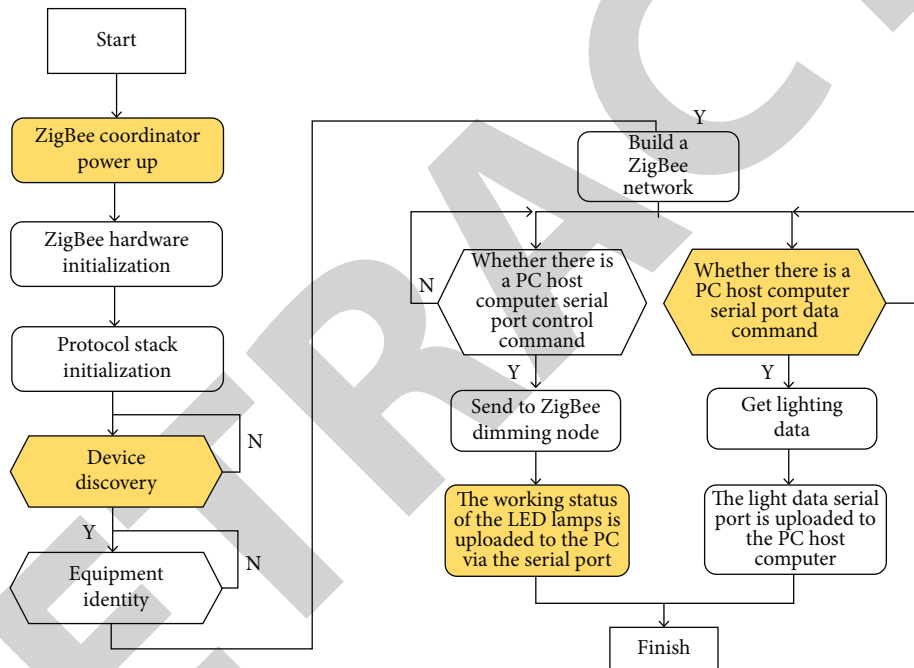 Start
ZigBee coordinator
power up
ZigBee hardware
initialization
Protocol stack
initialization
N
Device
discovery
Y
N
Equipment
identity
Y
Build a
ZigBee
network
N
Whether there is
a PC host
computer serial
port control
command
Y
Send to ZigBee
dimming node
The working status
of the LED lamps is
uploaded to the PC
via the serial port
Whether there is a
PC host computer
serial port data
command
Y
Get lighting
data
The light data serial
port is uploaded to
the PC host
computer
Finish
ETRACT